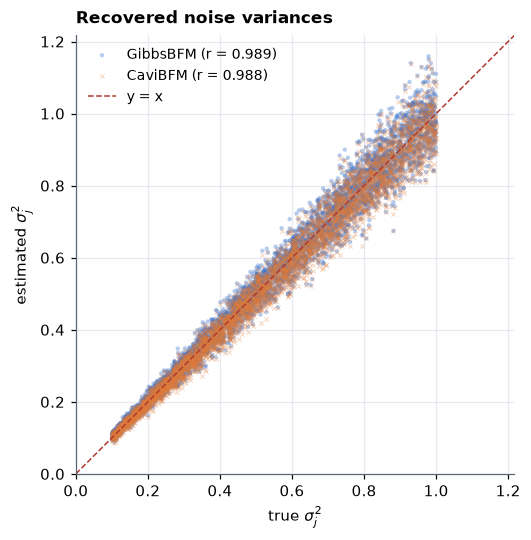 Recovered noise variances
GibbsBFM (r = 0.989)
CaviBFM (r = 0.988)
y = x
estimated σ_j^2
1.2
1.0
0.8
0.6
0.4
0.2
0.0
0.0 0.2 0.4 0.6 0.8 1.0 1.2
true σ_j^2